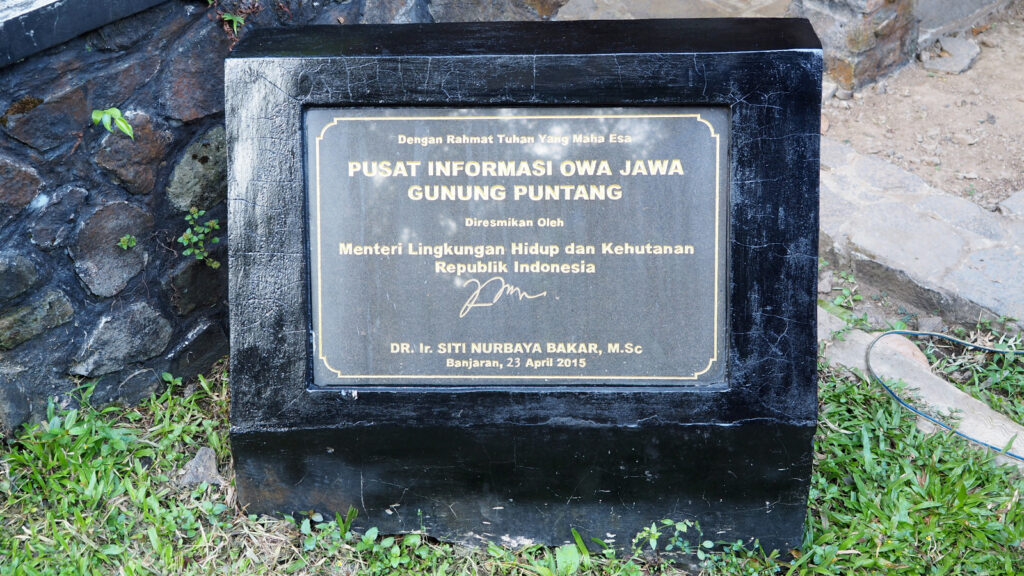 Dengan Rahmat Tuhan Yang Maha Esa
PUSAT INFORMASI OWA JAWA
GUNUNG PUNTANG
Diresmikan Oleh
Menteri Lingkungan Hidup dan Kehutanan
Republik Indonesia
DR. Ir. SITI NURBAYA BAKAR, M.Sc
Banjaran, 23 April 2015